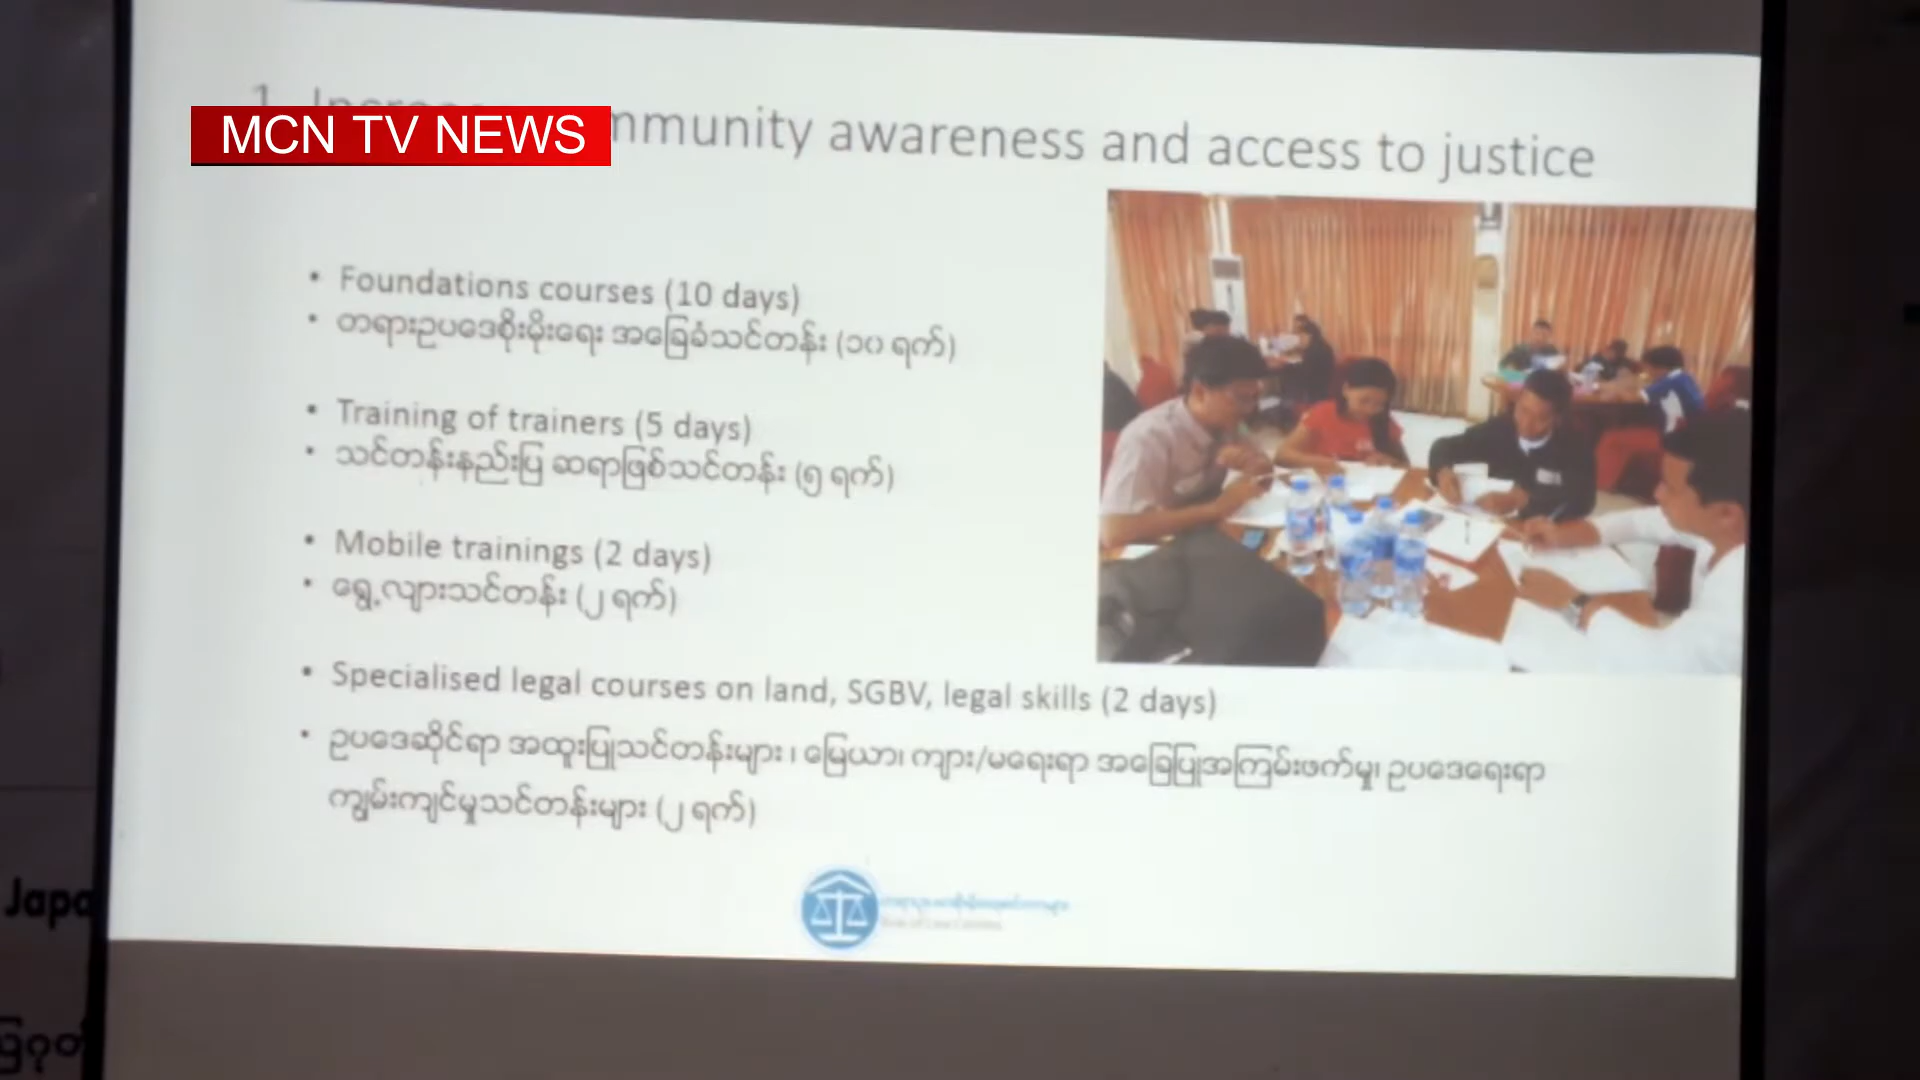 MCN TV NEWS
awareness and access to justice
• Foundations courses (10 days)
• တရားဥပဒေစိုးမိုးရေး အခြေခံသင်တန်း (၁၀ ရက်)
• Training of trainers (5 days)
• သင်တန်းနည်းပြ ဆရာဖြစ်သင်တန်း (၅ ရက်)
• Mobile trainings (2 days)
• ရွေ့လျားသင်တန်း (၂ ရက်)
• Specialised legal courses on land, SGBV, legal skills (2 days)
• ဥပဒေဆိုင်ရာ အထူးပြုသင်တန်းများ ၊ မြေယာ၊ ကျား/မရေးရာ အခြေပြုအကြမ်းဖက်မှု၊ ဥပဒေရေးရာ
ကျွမ်းကျင်မှုသင်တန်းများ (၂ ရက်)